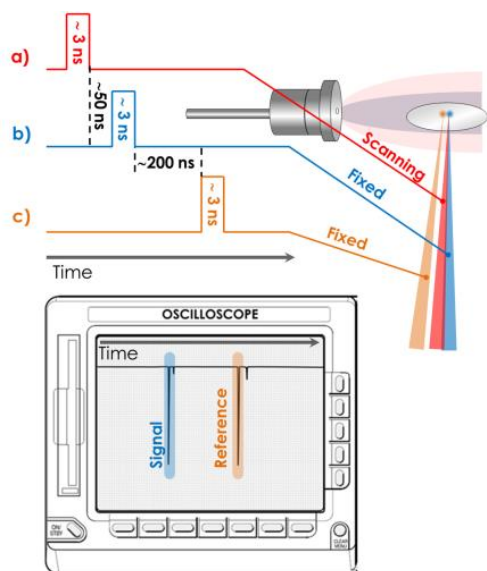 a)
~ 3 ns
~50 ns
b)
~ 3 ns
~200 ns
c)
~ 3 ns
Scanning
Fixed
Fixed
Time
OSCILLOSCOPE
Time
Signal
Reference
ON/
STBY
CLEAR
MENU